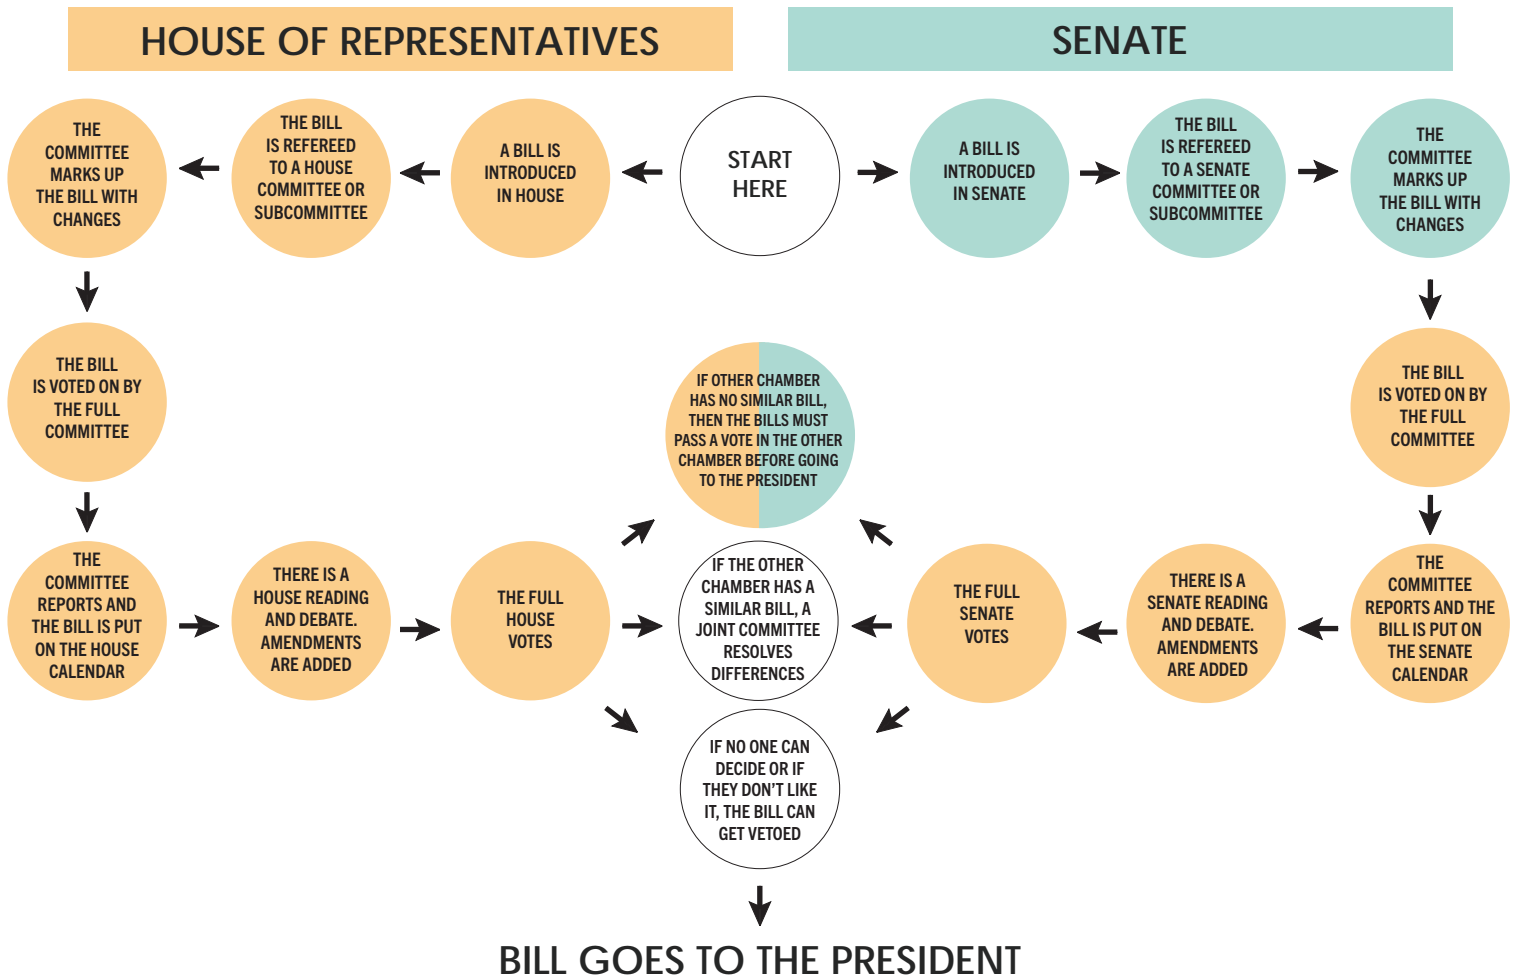 HOUSE OF REPRESENTATIVES
SENATE
START
HERE
A BILL IS
INTRODUCED
IN HOUSE
THE BILL
IS REFEREED
TO A HOUSE
COMMITTEE OR
SUBCOMMITTEE
THE
COMMITTEE
MARKS UP
THE BILL WITH
CHANGES
THE BILL
IS VOTED ON BY
THE FULL
COMMITTEE
THE
COMMITTEE
REPORTS AND
THE BILL IS PUT
ON THE HOUSE
CALENDAR
THERE IS A
HOUSE READING
AND DEBATE.
AMENDMENTS
ARE ADDED
THE FULL
HOUSE
VOTES
A BILL IS
INTRODUCED
IN SENATE
THE BILL
IS REFEREED
TO A SENATE
COMMITTEE OR
SUBCOMMITTEE
THE
COMMITTEE
MARKS UP
THE BILL WITH
CHANGES
THE BILL
IS VOTED ON BY
THE FULL
COMMITTEE
THE
COMMITTEE
REPORTS AND THE
BILL IS PUT ON
THE SENATE
CALENDAR
THERE IS A
SENATE READING
AND DEBATE.
AMENDMENTS
ARE ADDED
THE FULL
SENATE
VOTES
IF OTHER CHAMBER
HAS NO SIMILAR BILL,
THEN THE BILLS MUST
PASS A VOTE IN THE OTHER
CHAMBER BEFORE GOING
TO THE PRESIDENT
IF THE OTHER
CHAMBER HAS A
SIMILAR BILL, A
JOINT COMMITTEE
RESOLVES
DIFFERENCES
IF NO ONE CAN
DECIDE OR IF
THEY DON'T LIKE
IT, THE BILL CAN
GET VETOED
BILL GOES TO THE PRESIDENT